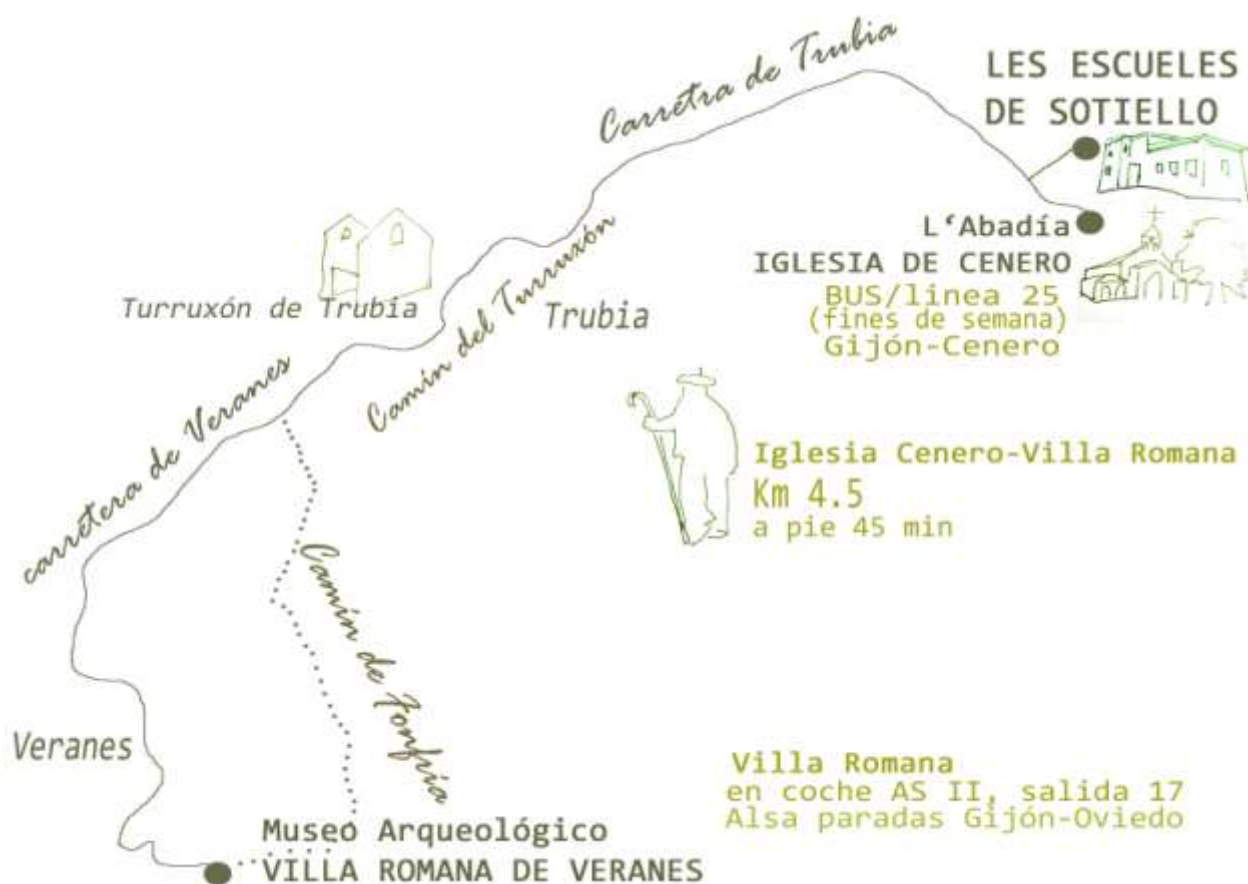 Carretra de Trubia
LES ESCUELES
DE SOTIELLO
L‘Abadía
IGLESIA DE CENERO
BUS/linea 25
(fines de semana)
Gijón-Cenero
Turruxón de Trubia
Camín del Turruxón
Trubia
carretera de Veranes
Iglesia Cenero-Villa Romana
Km 4.5
a pie 45 min
Camín de Fonfría
Veranes
Villa Romana
en coche AS II, salida 17
Alsa paradas Gijón-Oviedo
Museo Arqueológico
VILLA ROMANA DE VERANES